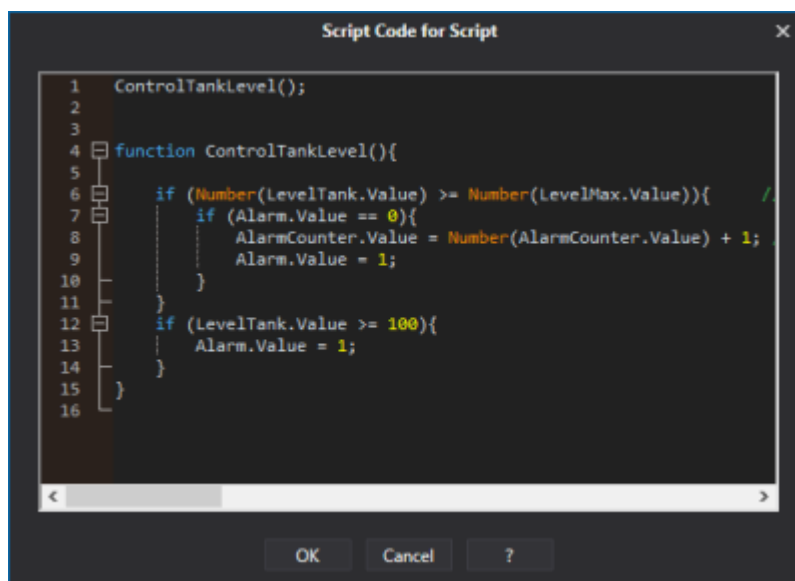 Script Code for Script
1 ControlTankLevel();
2
3
4 function ControlTankLevel(){
5
6 if (Number(LevelTank.Value) >= Number(LevelMax.Value)){ /
7 if (Alarm.Value == 0){
8 AlarmCounter.Value = Number(AlarmCounter.Value) + 1;
9 Alarm.Value = 1;
10 }
11 }
12 if (LevelTank.Value >= 100){
13 Alarm.Value = 1;
14 }
15 }
16
OK Cancel ?